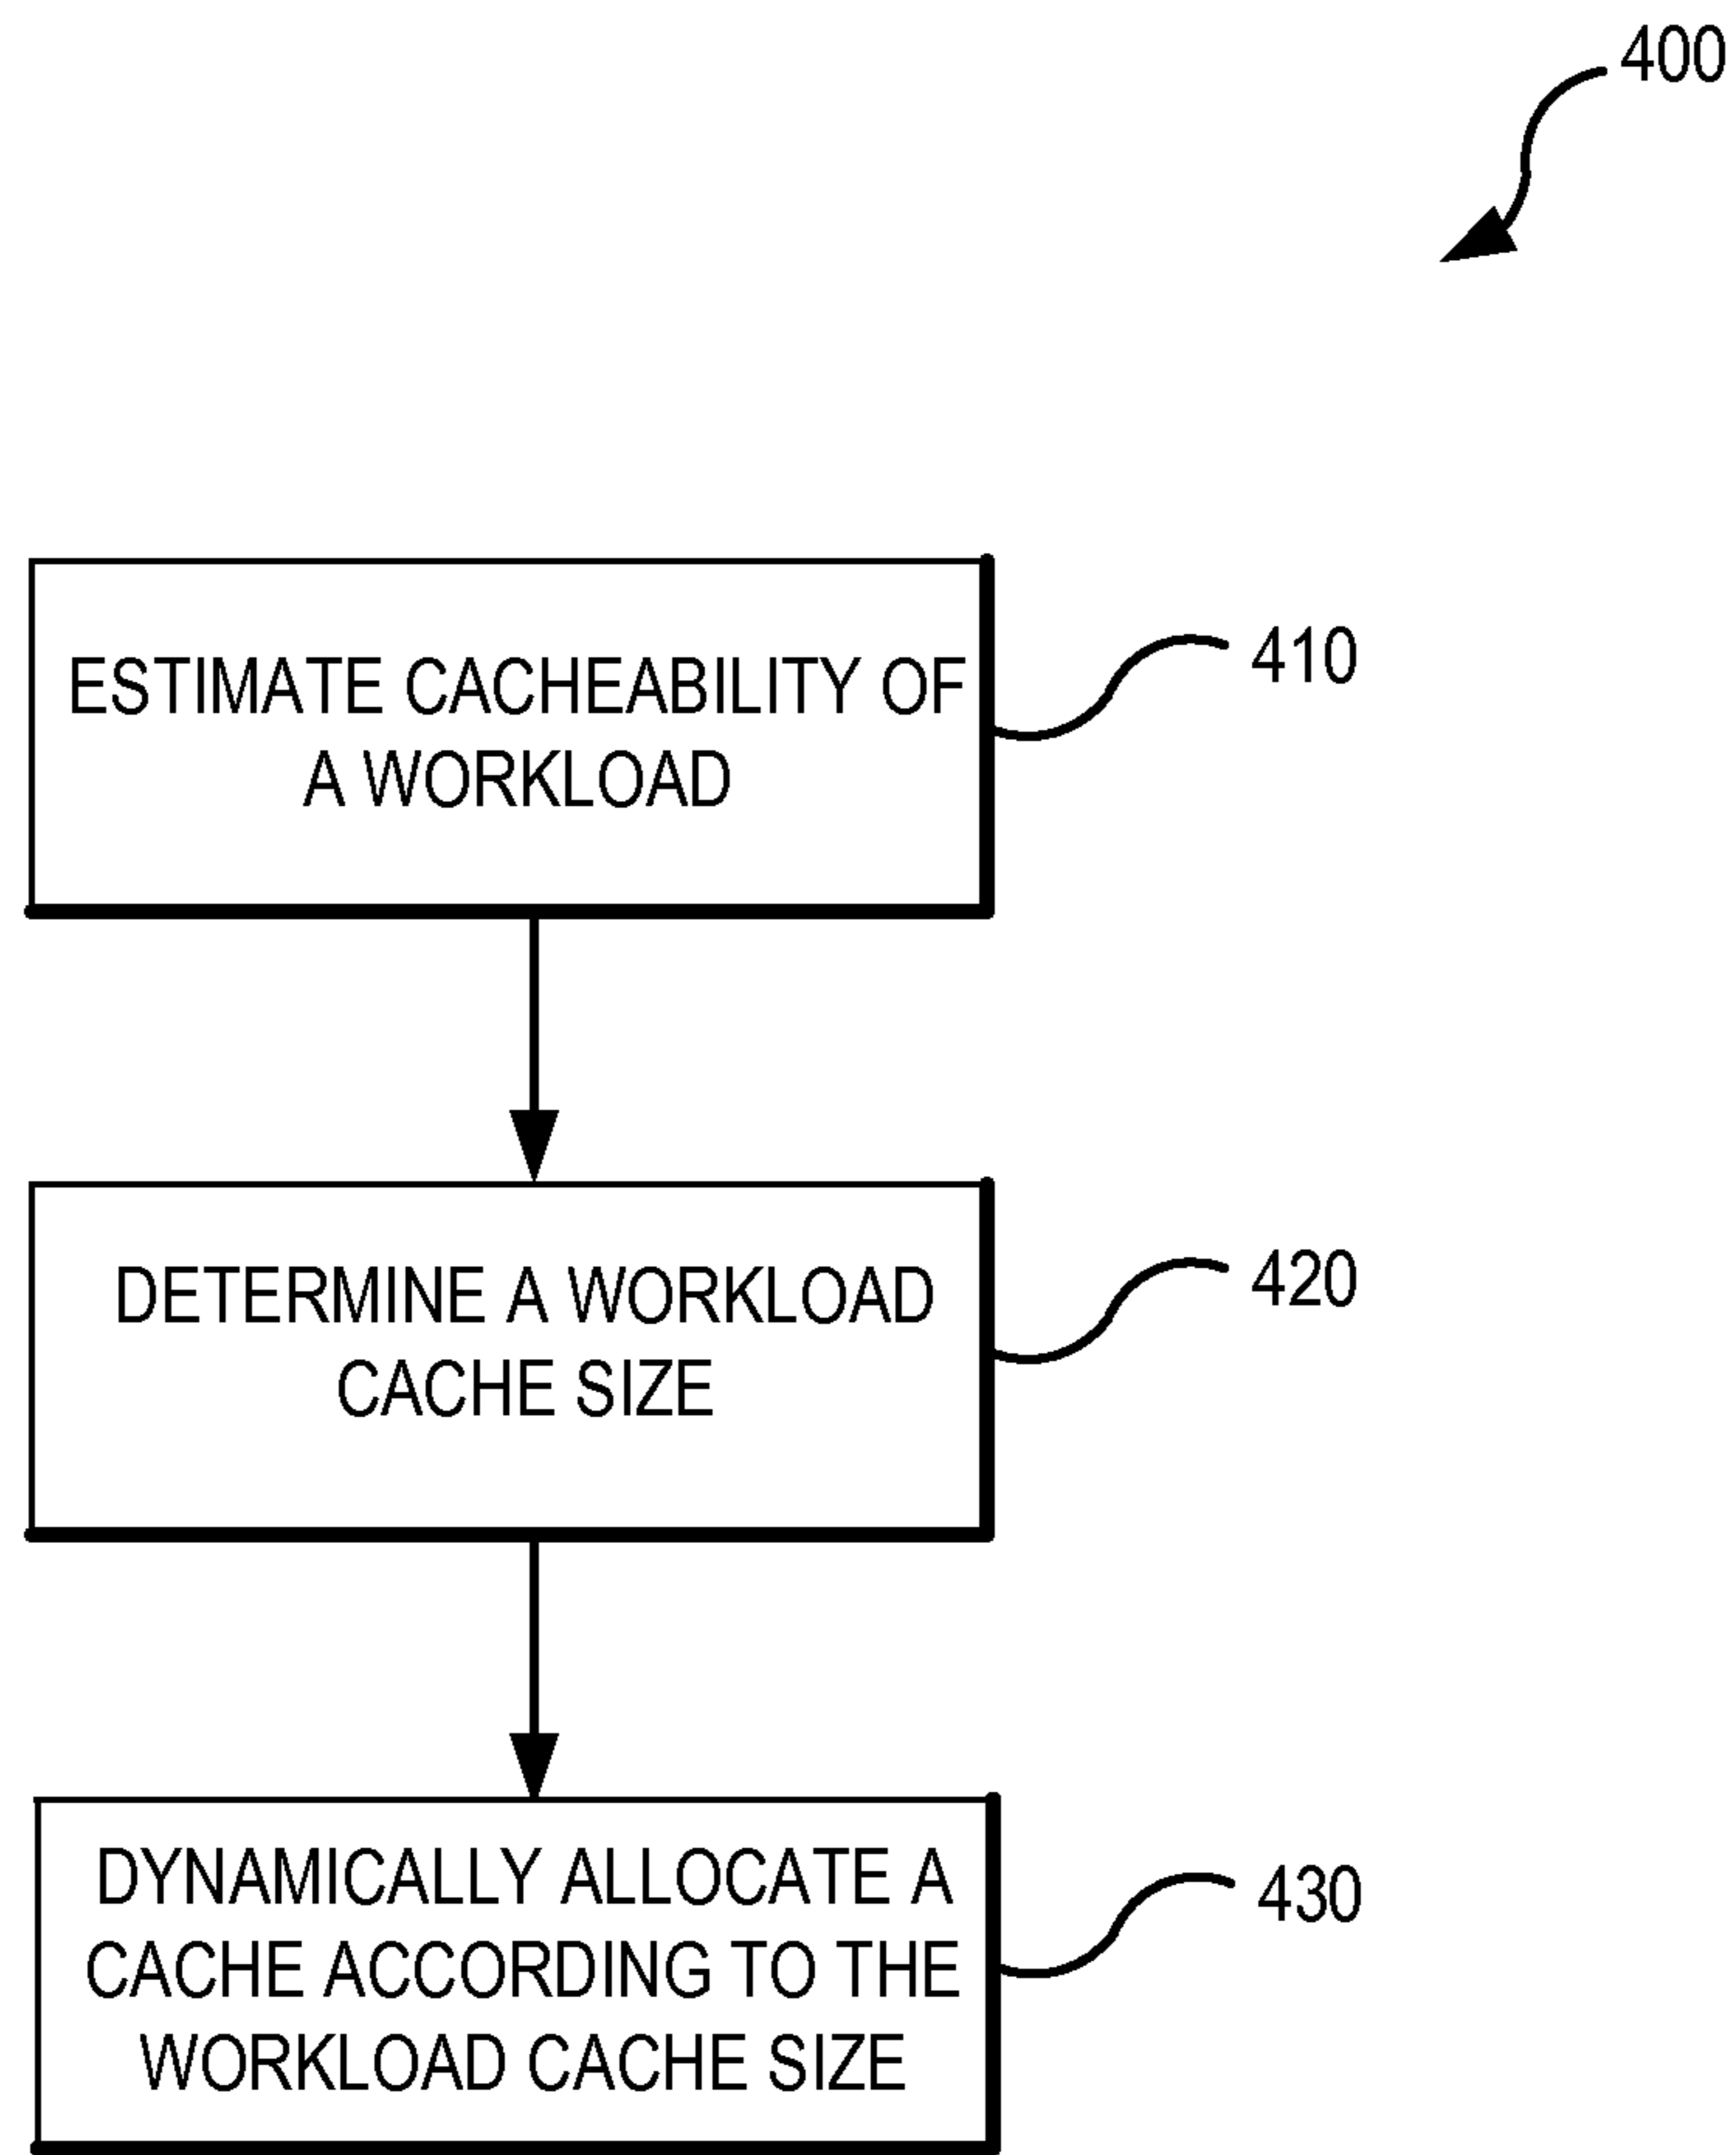 400
ESTIMATE CACHEABILITY OF
A WORKLOAD
410
DETERMINE A WORKLOAD
CACHE SIZE
420
DYNAMICALLY ALLOCATE A
CACHE ACCORDING TO THE
WORKLOAD CACHE SIZE
430